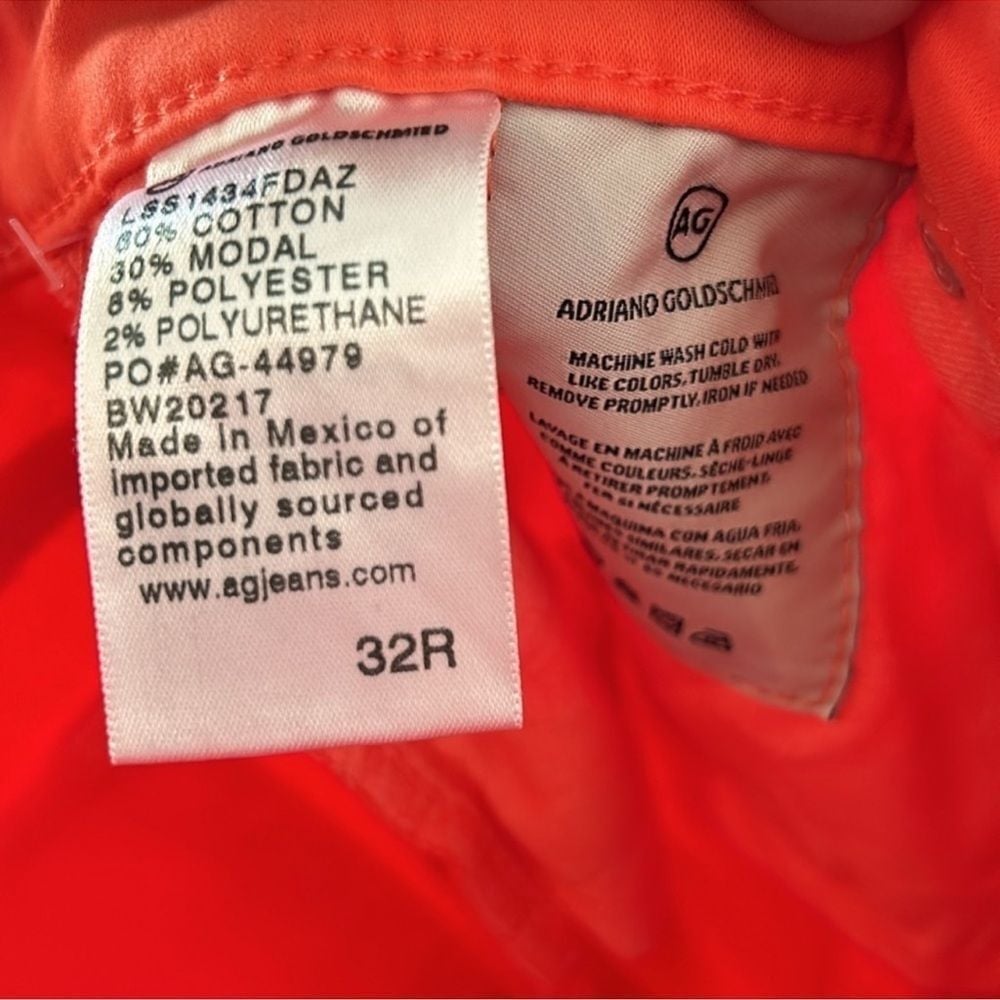 ADRIANO GOLDSCHMIED
LSS1434FDAZ
60% COTTON
30% MODAL
8% POLYESTER
2% POLYURETHANE
PO#AG-44979
BW20217
Made In Mexico of
imported fabric and
globally sourced
components
www.agjeans.com
32R
AG
ADRIANO GOLDSCHMI
MACHINE WASH COLD WITH
LIKE COLORS, TUMBLE DRY,
REMOVE PROMPTLY, IRON IF NEEDED
LAVAGE EN MACHINE À FROID AVEC
COMME COULEURS, SÈCHE-LINGE
À RETIRER PROMPTEMENT,
FER SI NÉCESSAIRE
MAQUINA CON AGUA FRIA,
SIMILARES, SECAR EN
RAPIDAMENTE,
NECESARIO